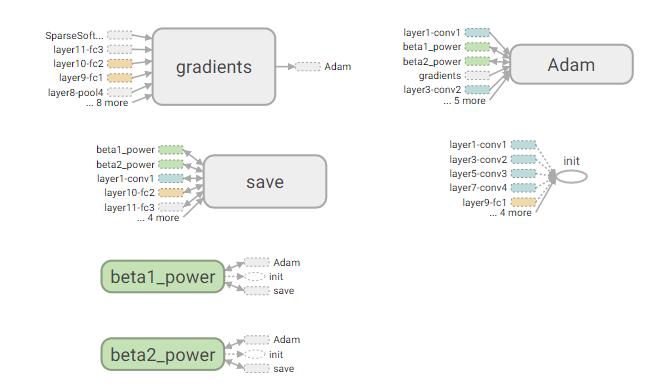 SparseSoft...
layer11-fc3
layer10-fc2
layer9-fc1
layer8-pool4
... 8 more
gradients
Adam
layer1-conv1
beta1_power
beta2_power
gradients
layer3-conv2
... 5 more
Adam
beta1_power
beta2_power
layer1-conv1
layer10-fc2
layer11-fc3
... 4 more
save
layer1-conv1
layer3-conv2
layer5-conv3
layer7-conv4
layer9-fc1
... 4 more
init
beta1_power
Adam
init
save
beta2_power
Adam
init
save